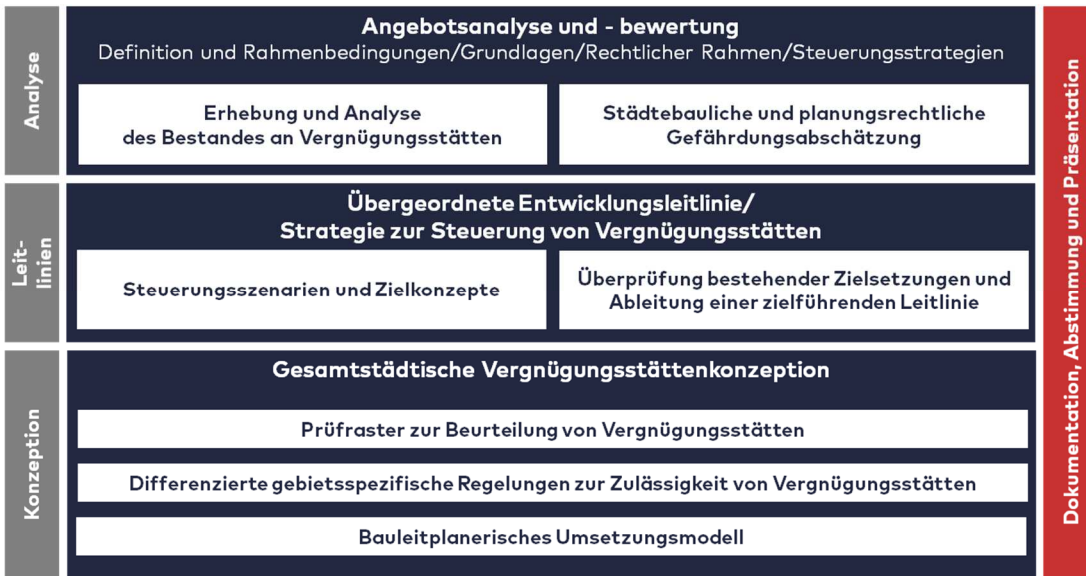 Analyse
Angebotsanalyse und - bewertung
Definition und Rahmenbedingungen/Grundlagen/Rechtlicher Rahmen/Steuerungsstrategien
Erhebung und Analyse
des Bestandes an Vergnügungsstätten
Städtebauliche und planungsrechtliche
Gefährdungsabschätzung
Leit-
linien
Übergeordnete Entwicklungsleitlinie/
Strategie zur Steuerung von Vergnügungsstätten
Steuerungsszenarien und Zielkonzepte
Überprüfung bestehender Zielsetzungen und
Ableitung einer zielführenden Leitlinie
Konzeption
Gesamtstädtische Vergnügungsstättenkonzeption
Prüfraster zur Beurteilung von Vergnügungsstätten
Differenzierte gebietsspezifische Regelungen zur Zulässigkeit von Vergnügungsstätten
Bauleitplanerisches Umsetzungsmodell
Dokumentation, Abstimmung und Präsentation